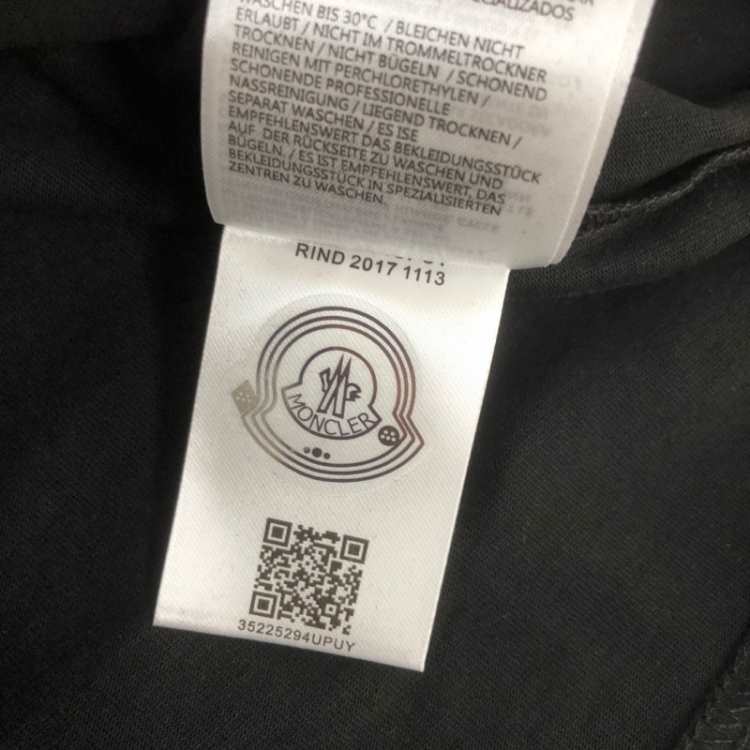 SPECIALIZADOS
WASCHEN BIS 30°C / BLEICHEN NICHT
ERLAUBT / NICHT IM TROMMELTROCKNER
TROCKNEN / NICHT BÜGELN / SCHONEND
REINIGEN MIT PERCHLORETHYLEN /
SCHONENDE PROFESSIONELLE
NASSREINIGUNG / LIEGEND TROCKNEN /
SEPARAT WASCHEN / ES ISE
EMPFEHLENSWERT DAS BEKLEIDUNGSSTÜCK
AUF DER RÜCKSEITE ZU WASCHEN UND
BÜGELN / ES IST EMPFEHLENSWERT, DAS
BEKLEIDUNGSSTÜCK IN SPEZIALISIERTEN
ZENTREN ZU WASCHEN.
RIND 2017 1113
MONCLER
35225294UPUY